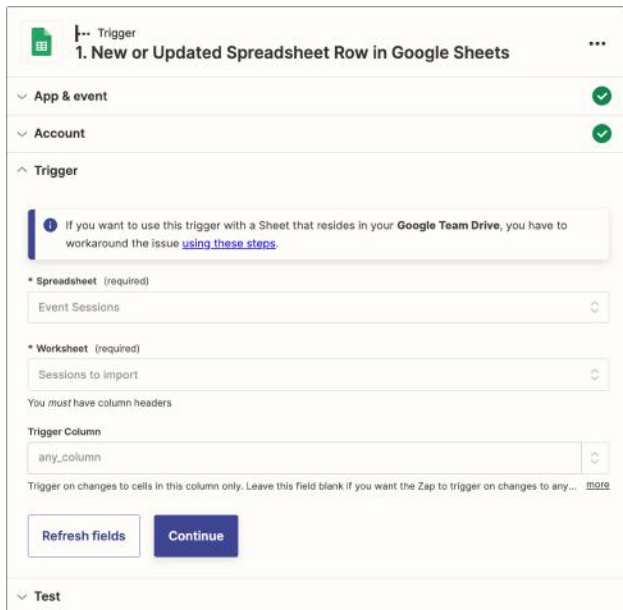 Trigger
1. New or Updated Spreadsheet Row in Google Sheets
App & event
Account
Trigger
If you want to use this trigger with a Sheet that resides in your Google Team Drive, you have to
workaround the issue using these steps.
* Spreadsheet (required)
Event Sessions
* Worksheet (required)
Sessions to import
You must have column headers
Trigger Column
any_column
Trigger on changes to cells in this column only. Leave this field blank if you want the Zap to trigger on changes to any... more
Refresh fields Continue
Test